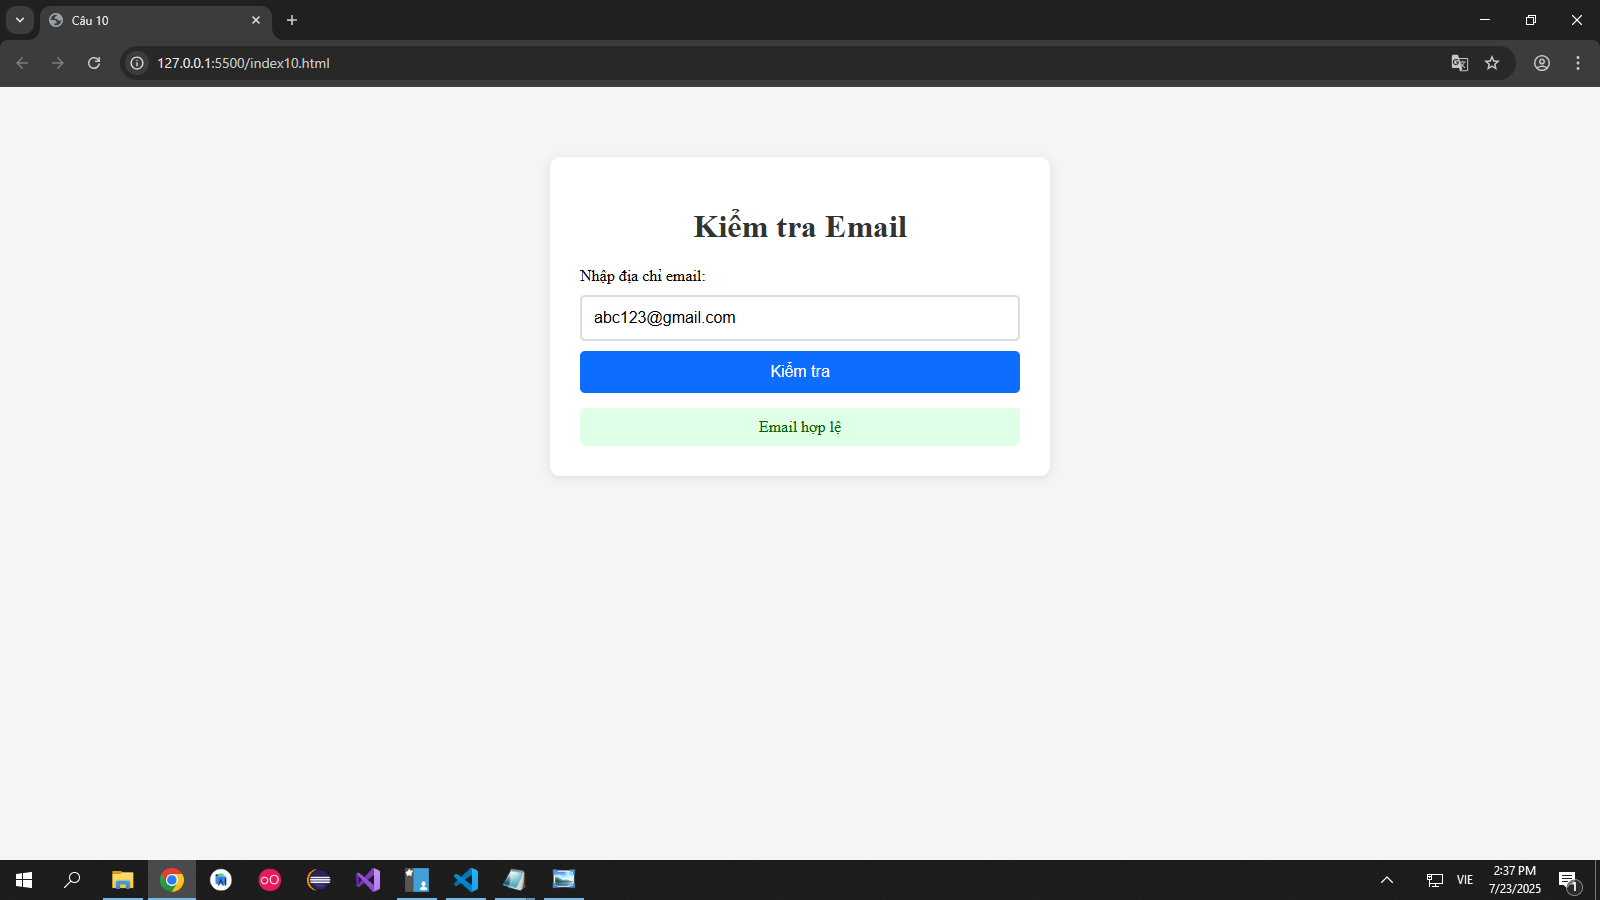 Câu 10
127.0.0.1:5500/index10.html
Kiểm tra Email
Nhập địa chỉ email:
abc123@gmail.com
Kiểm tra
Email hợp lệ
VIE
2:37 PM
7/23/2025
1